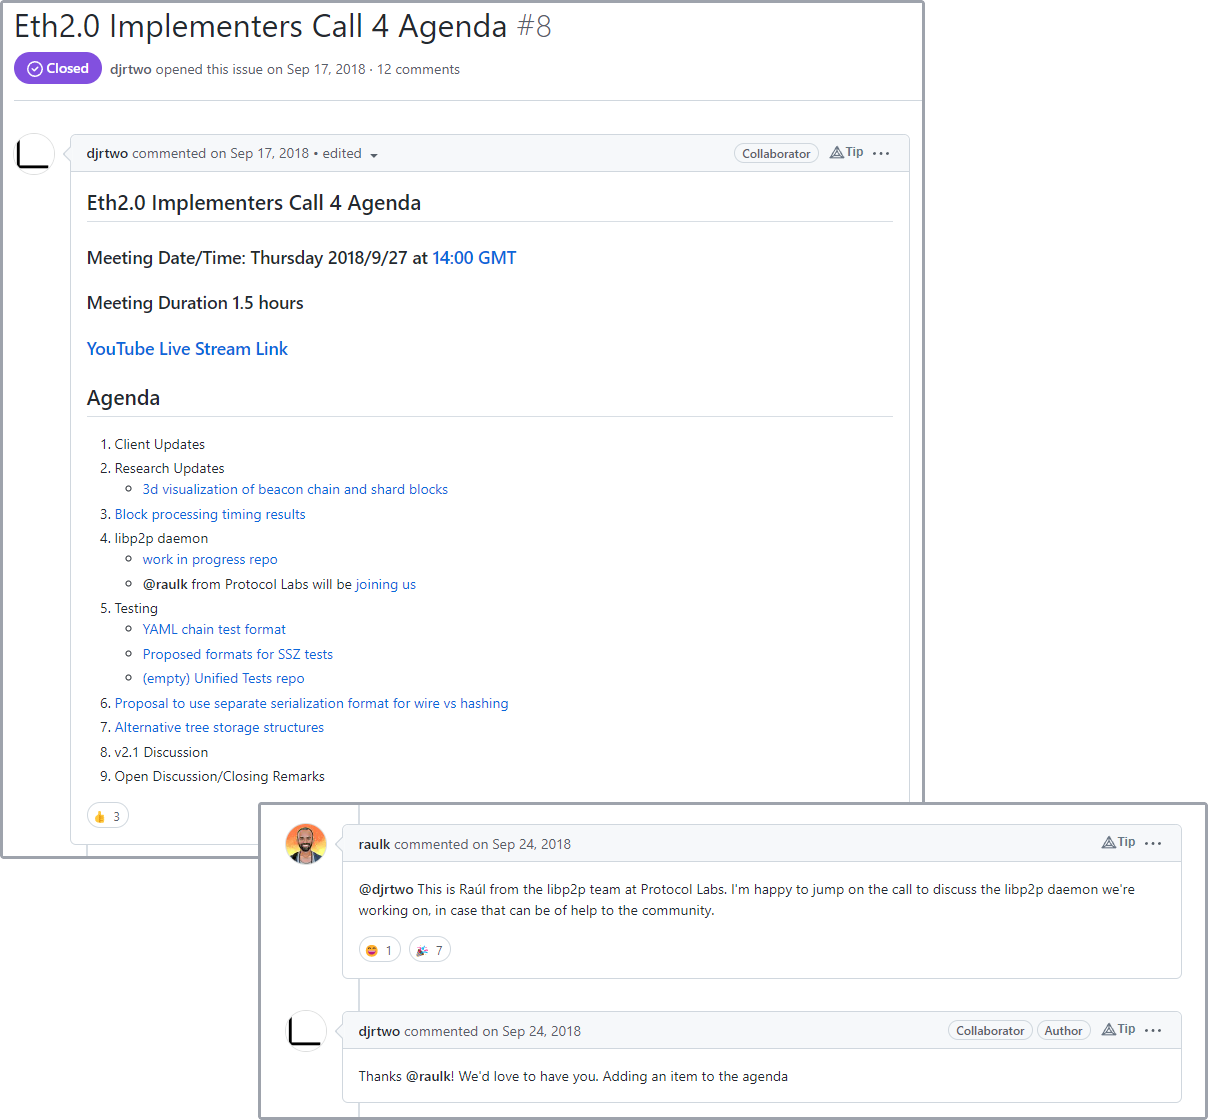 Eth2.0 Implementers Call 4 Agenda #8
Closed djrtwo opened this issue on Sep 17, 2018 · 12 comments
djrtwo commented on Sep 17, 2018 • edited Collaborator Tip ...
Eth2.0 Implementers Call 4 Agenda
Meeting Date/Time: Thursday 2018/9/27 at 14:00 GMT
Meeting Duration 1.5 hours
YouTube Live Stream Link
Agenda
1. Client Updates
2. Research Updates
3d visualization of beacon chain and shard blocks
3. Block processing timing results
4. libp2p daemon
work in progress repo
@raulk from Protocol Labs will be joining us
5. Testing
YAML chain test format
Proposed formats for SSZ tests
(empty) Unified Tests repo
6. Proposal to use separate serialization format for wire vs hashing
7. Alternative tree storage structures
8. v2.1 Discussion
9. Open Discussion/Closing Remarks
👍 3
raulk commented on Sep 24, 2018 Tip ...
@djrtwo This is Raúl from the libp2p team at Protocol Labs. I'm happy to jump on the call to discuss the libp2p daemon we're
working on, in case that can be of help to the community.
😄 1 🎉 7
djrtwo commented on Sep 24, 2018 Collaborator Author Tip ...
Thanks @raulk! We'd love to have you. Adding an item to the agenda